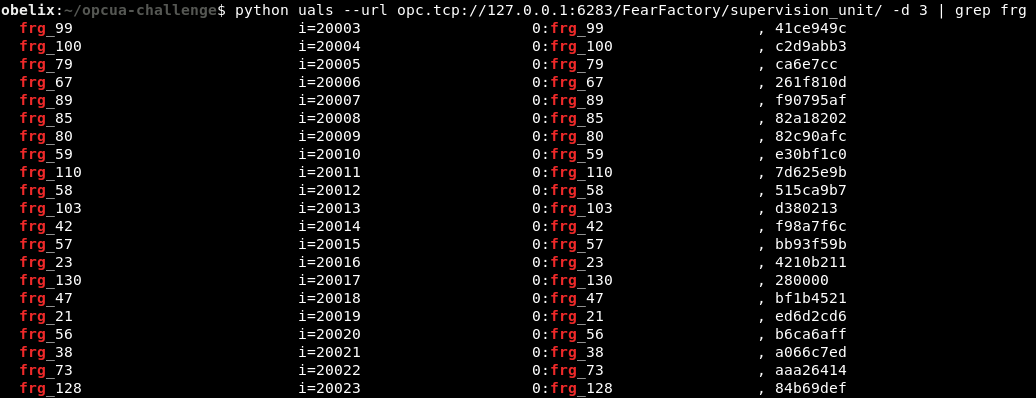 obelix:~/opcua-challenge$ python uals --url opc.tcp://127.0.0.1:6283/FearFactory/supervision_unit/ -d 3 | grep frg
frg_99 i=20003 0:frg_99 , 41ce949c
frg_100 i=20004 0:frg_100 , c2d9abb3
frg_79 i=20005 0:frg_79 , ca6e7cc
frg_67 i=20006 0:frg_67 , 261f810d
frg_89 i=20007 0:frg_89 , f90795af
frg_85 i=20008 0:frg_85 , 82a18202
frg_80 i=20009 0:frg_80 , 82c90afc
frg_59 i=20010 0:frg_59 , e30bf1c0
frg_110 i=20011 0:frg_110 , 7d625e9b
frg_58 i=20012 0:frg_58 , 515ca9b7
frg_103 i=20013 0:frg_103 , d380213
frg_42 i=20014 0:frg_42 , f98a7f6c
frg_57 i=20015 0:frg_57 , bb93f59b
frg_23 i=20016 0:frg_23 , 4210b211
frg_130 i=20017 0:frg_130 , 280000
frg_47 i=20018 0:frg_47 , bf1b4521
frg_21 i=20019 0:frg_21 , ed6d2cd6
frg_56 i=20020 0:frg_56 , b6ca6aff
frg_38 i=20021 0:frg_38 , a066c7ed
frg_73 i=20022 0:frg_73 , aaa26414
frg_128 i=20023 0:frg_128 , 84b69def